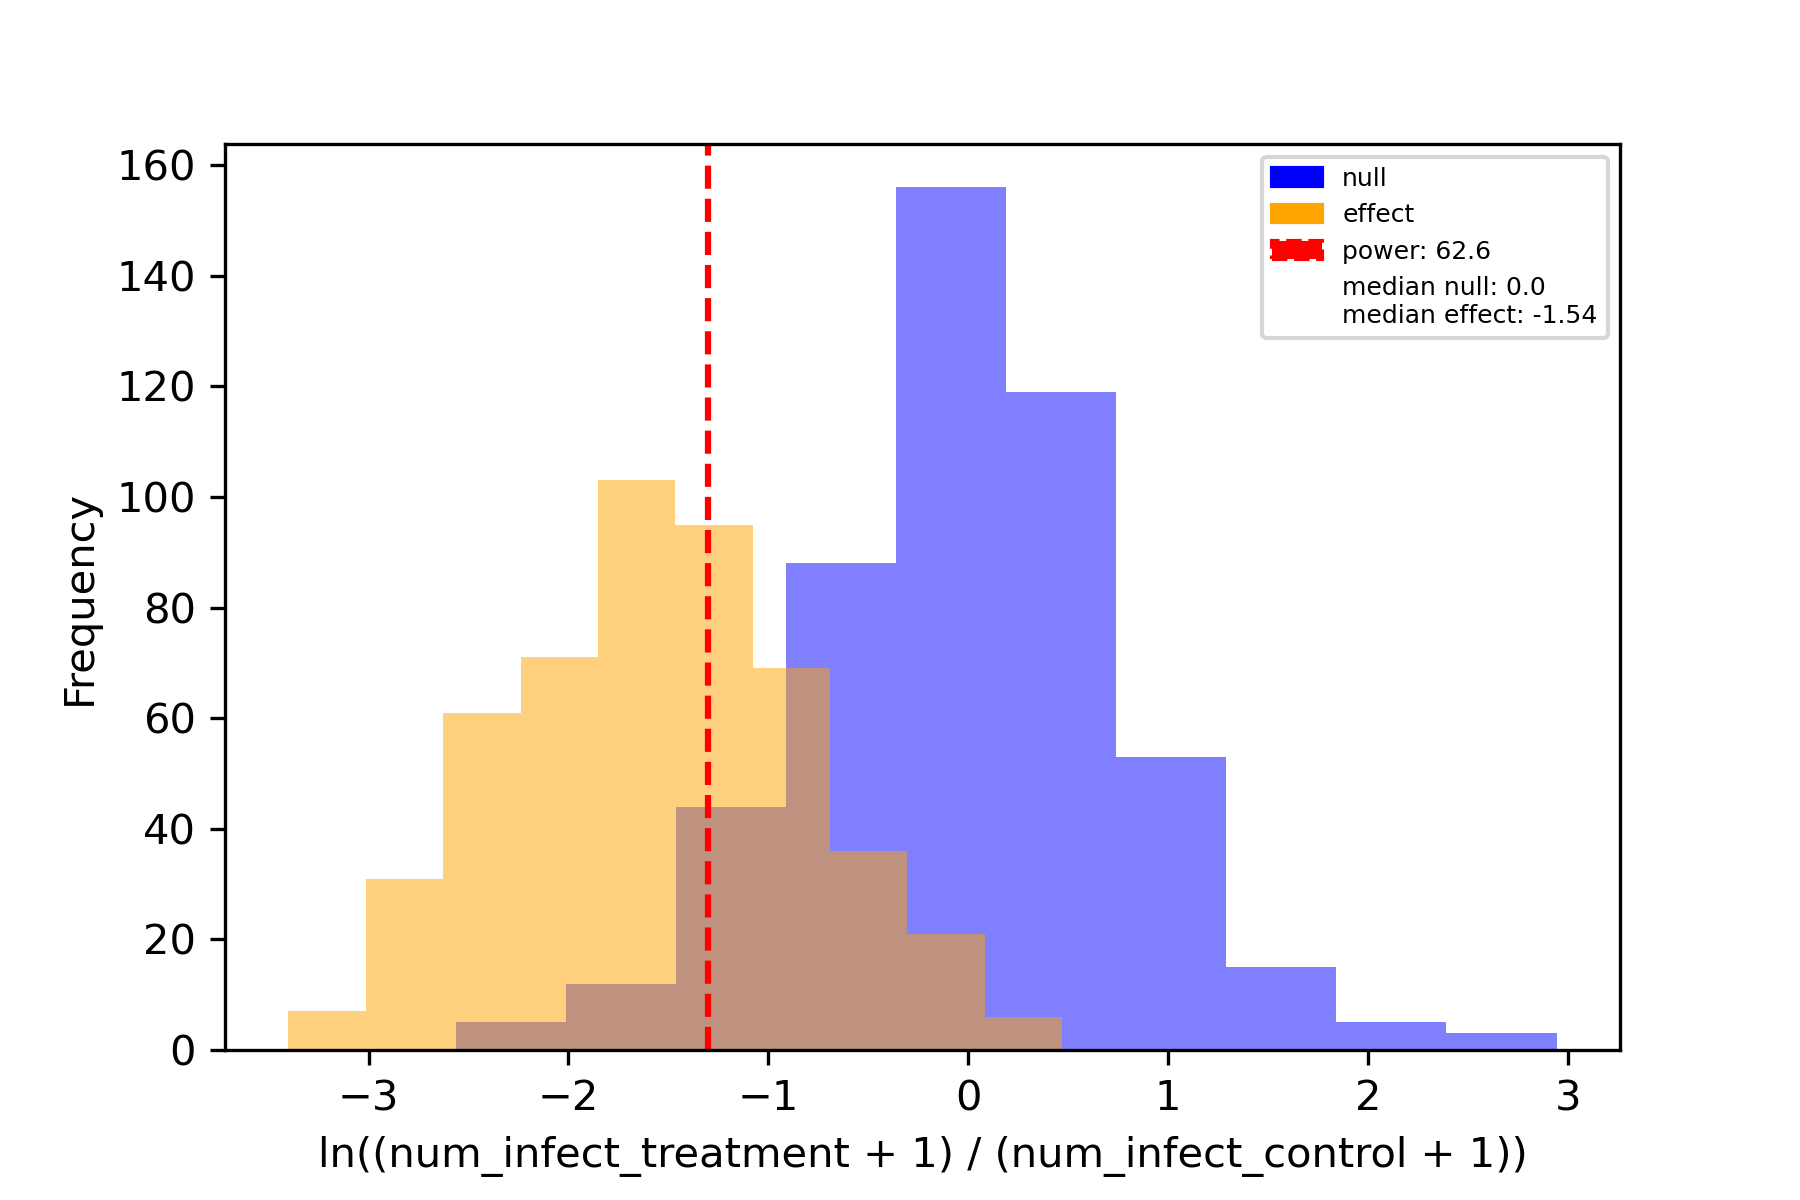 160
140
120
100
80
60
40
20
0
Frequency
null
effect
power: 62.6
median null: 0.0
median effect: -1.54
−3 −2 −1 0 1 2 3
ln((num_infect_treatment + 1) / (num_infect_control + 1))